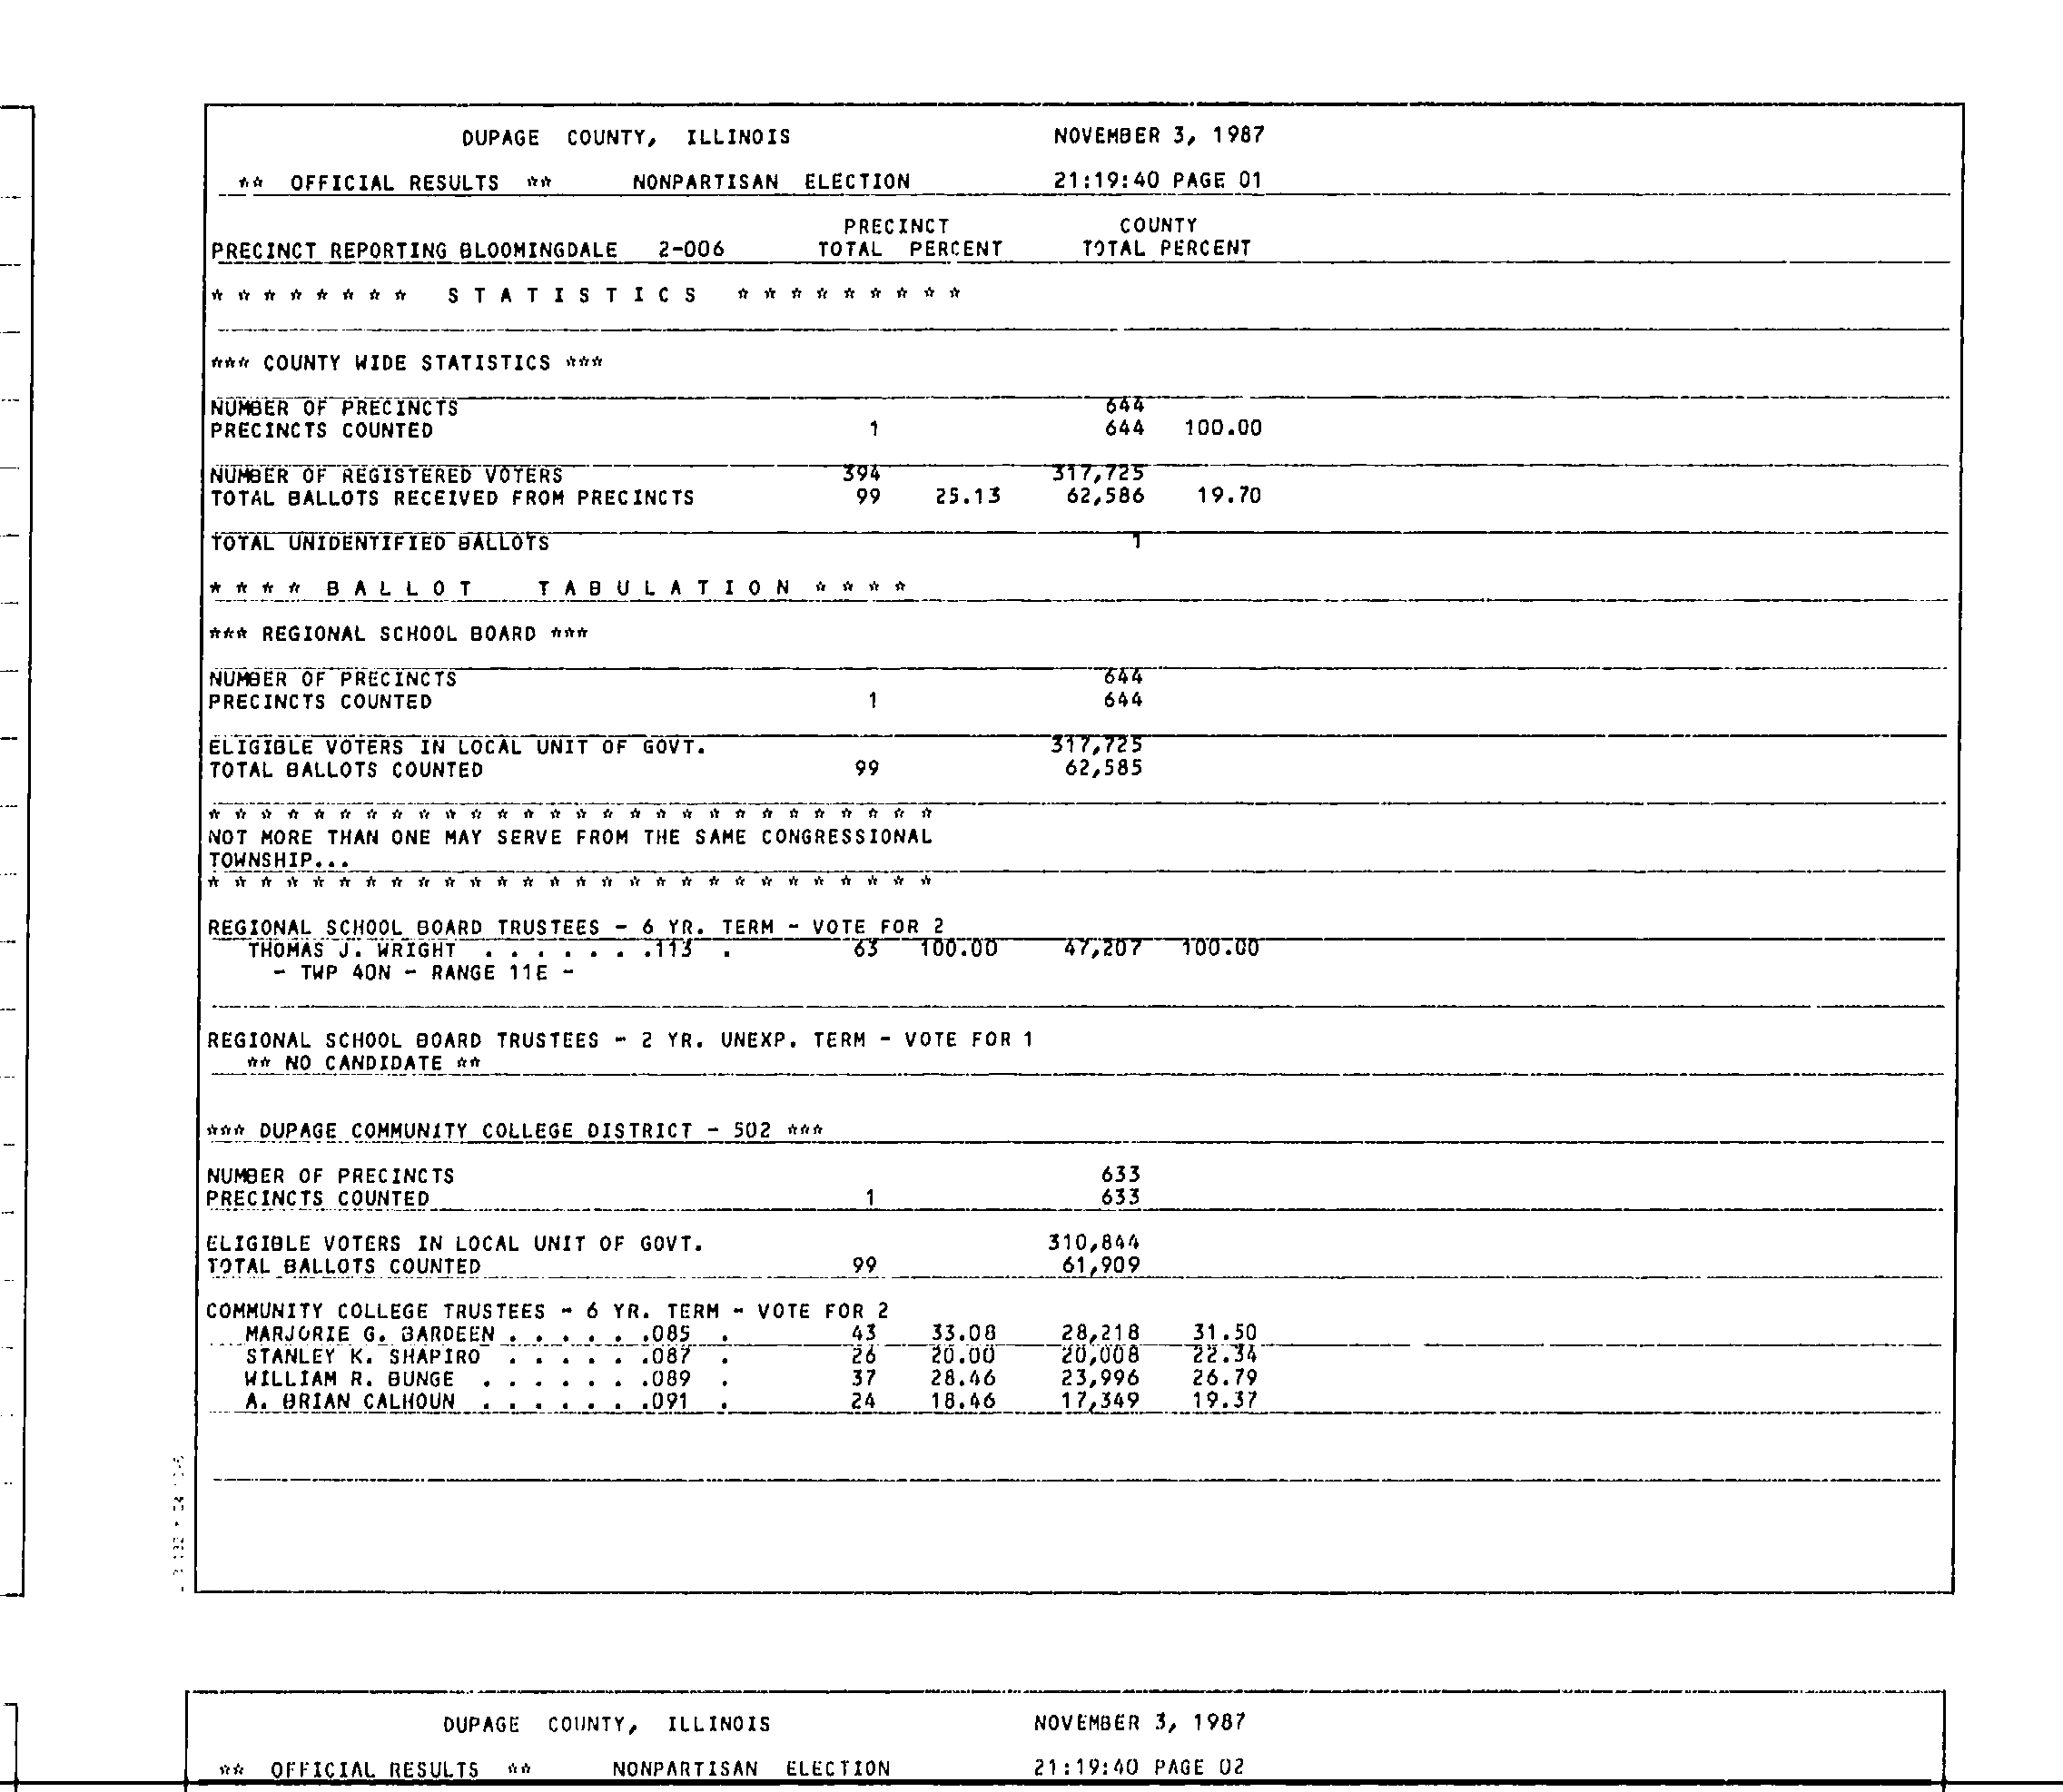 DUPAGE COUNTY, ILLINOIS NOVEMBER 3, 1987
** OFFICIAL RESULTS ** NONPARTISAN ELECTION 21:19:40 PAGE 01
PRECINCT COUNTY
PRECINCT REPORTING BLOOMINGDALE 2-006 TOTAL PERCENT TOTAL PERCENT
* * * * * * * * S T A T I S T I C S * * * * * * * * *
*** COUNTY WIDE STATISTICS ***
NUMBER OF PRECINCTS 644
PRECINCTS COUNTED 1 644 100.00
NUMBER OF REGISTERED VOTERS 394 317,725
TOTAL BALLOTS RECEIVED FROM PRECINCTS 99 25.13 62,586 19.70
TOTAL UNIDENTIFIED BALLOTS 1
* * * * B A L L O T T A B U L A T I O N * * * *
*** REGIONAL SCHOOL BOARD ***
NUMBER OF PRECINCTS 644
PRECINCTS COUNTED 1 644
ELIGIBLE VOTERS IN LOCAL UNIT OF GOVT. 317,725
TOTAL BALLOTS COUNTED 99 62,585
* * * * * * * * * * * * * * * * * * * * * * * * * * * *
NOT MORE THAN ONE MAY SERVE FROM THE SAME CONGRESSIONAL
TOWNSHIP...
* * * * * * * * * * * * * * * * * * * * * * * * * * * *
REGIONAL SCHOOL BOARD TRUSTEES - 6 YR. TERM - VOTE FOR 2
THOMAS J. WRIGHT . . . . . . .113 . 63 100.00 47,207 100.00
- TWP 40N - RANGE 11E -
REGIONAL SCHOOL BOARD TRUSTEES - 2 YR. UNEXP. TERM - VOTE FOR 1
** NO CANDIDATE **
*** DUPAGE COMMUNITY COLLEGE DISTRICT - 502 ***
NUMBER OF PRECINCTS 633
PRECINCTS COUNTED 1 633
ELIGIBLE VOTERS IN LOCAL UNIT OF GOVT. 310,844
TOTAL BALLOTS COUNTED 99 61,909
COMMUNITY COLLEGE TRUSTEES - 6 YR. TERM - VOTE FOR 2
MARJORIE G. BARDEEN . . . . . .085 . 43 33.08 28,218 31.50
STANLEY K. SHAPIRO . . . . . .087 . 26 20.00 20,008 22.34
WILLIAM R. BUNGE . . . . . . .089 . 37 28.46 23,996 26.79
A. BRIAN CALHOUN . . . . . . .091 . 24 18.46 17,349 19.37
DUPAGE COUNTY, ILLINOIS NOVEMBER 3, 1987
** OFFICIAL RESULTS ** NONPARTISAN ELECTION 21:19:40 PAGE 02